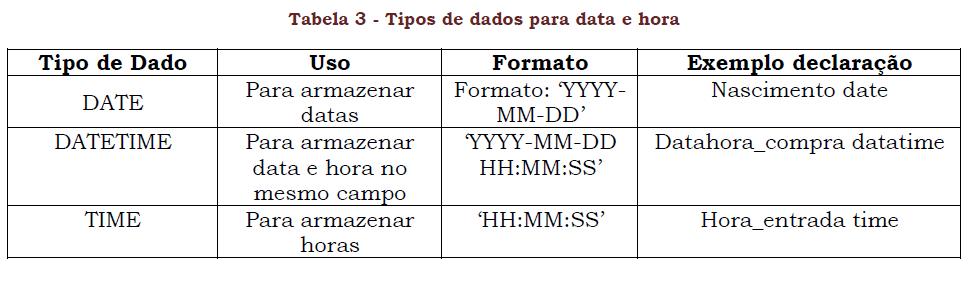 Tabela 3 - Tipos de dados para data e hora
Tipo de Dado Uso Formato Exemplo declaração
DATE Para armazenar datas Formato: ‘YYYY-MM-DD’ Nascimento date
DATETIME Para armazenar data e hora no mesmo campo ‘YYYY-MM-DD HH:MM:SS’ Datahora_compra datatime
TIME Para armazenar horas ‘HH:MM:SS’ Hora_entrada time